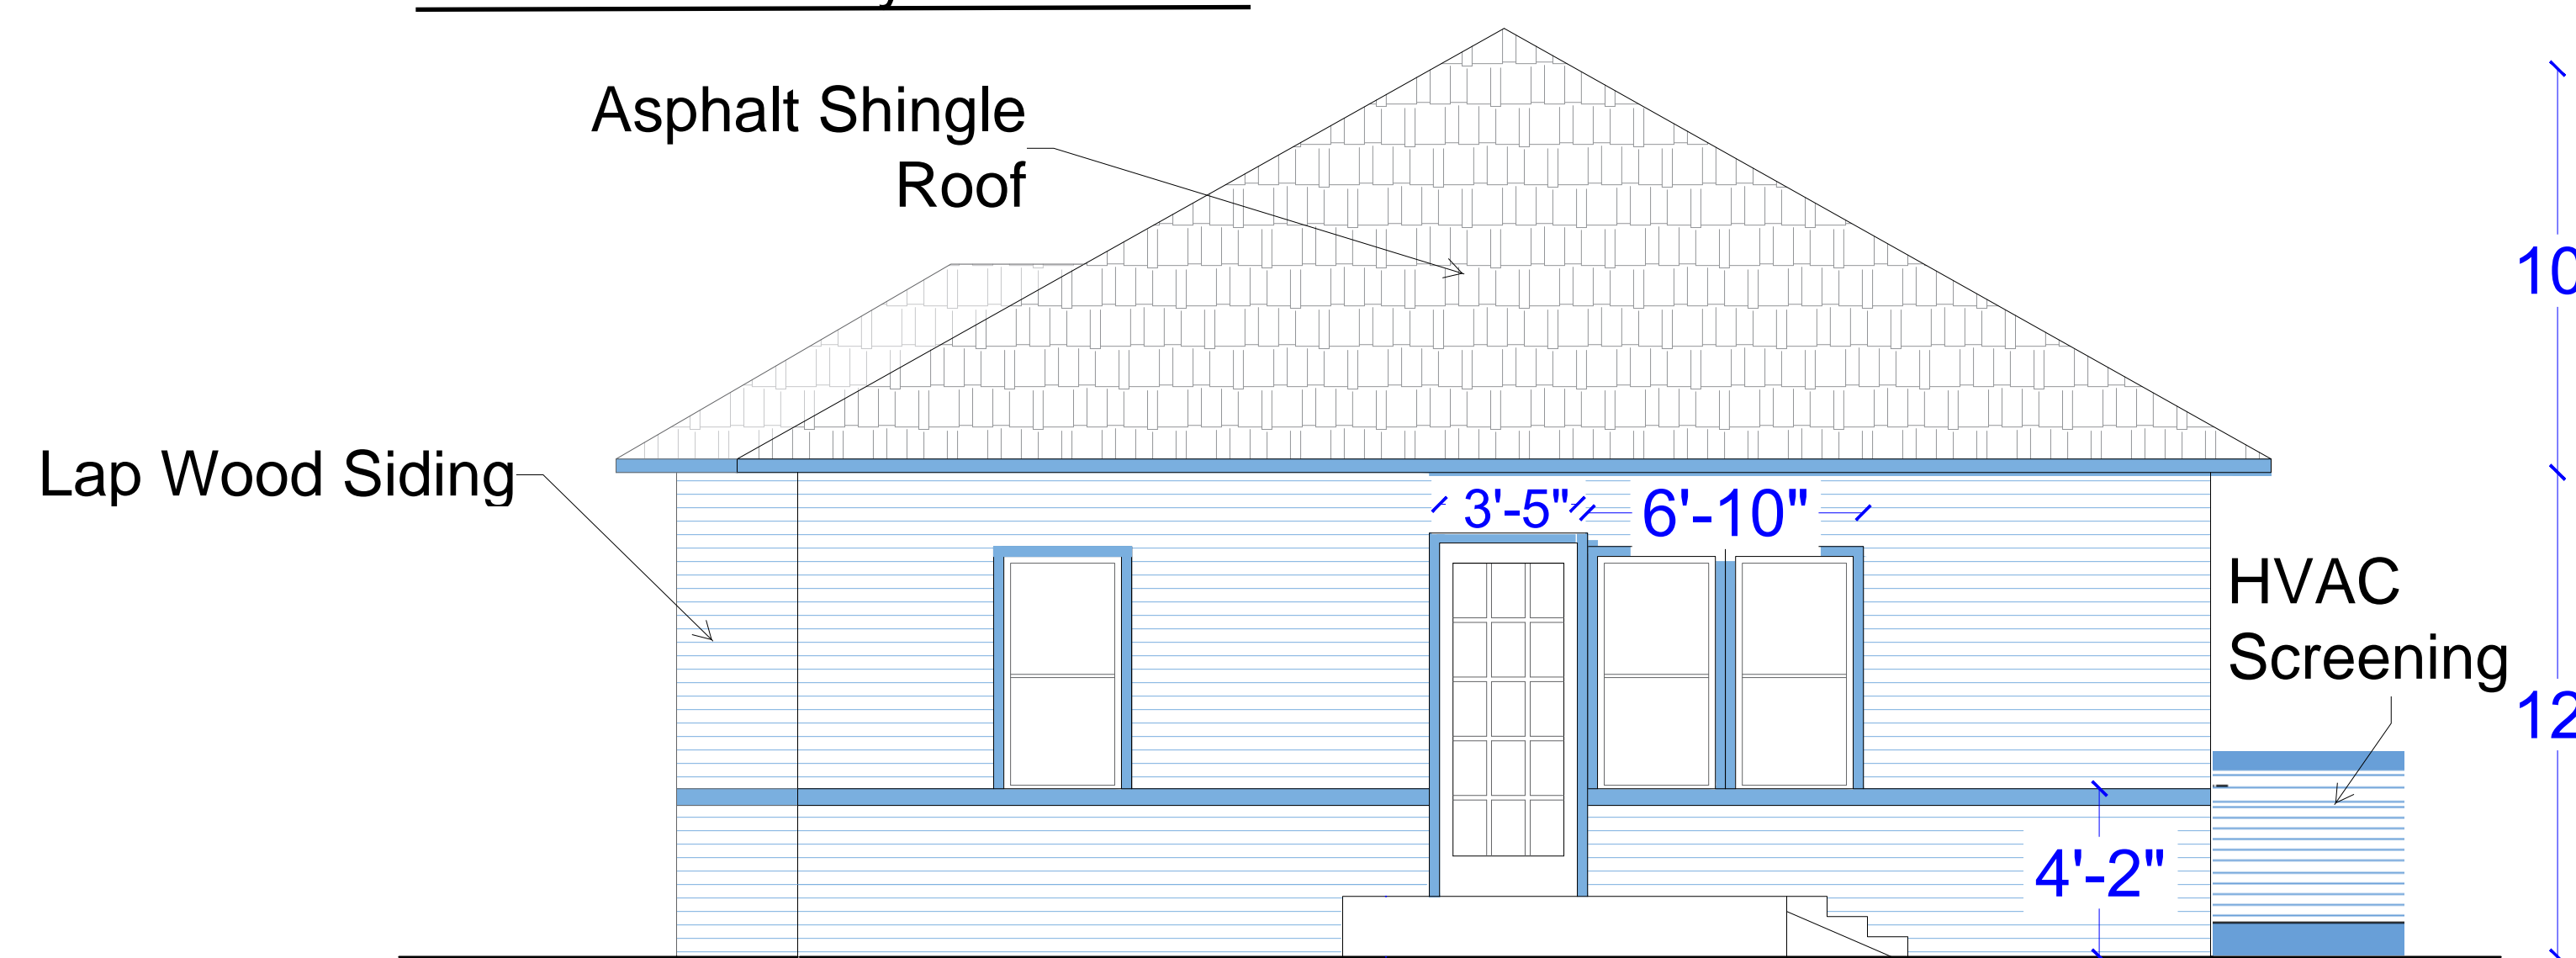 Asphalt Shingle
Roof
Lap Wood Siding
3'-5"
6'-10"
HVAC
Screening
4'-2"